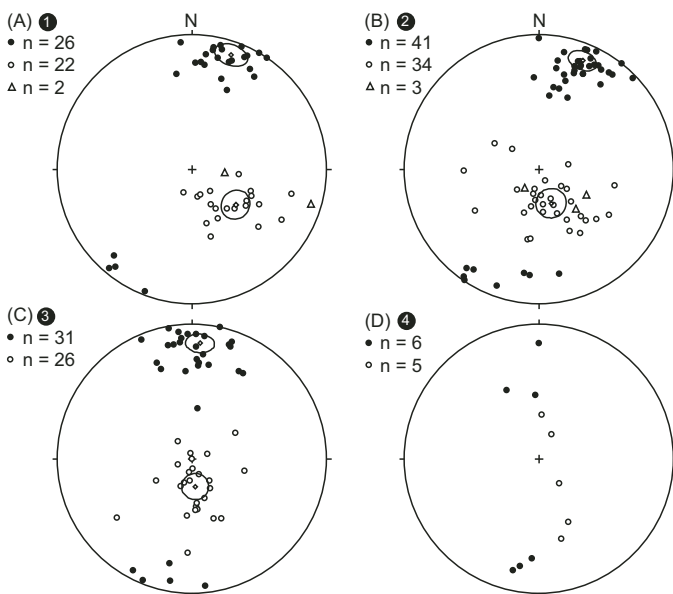 (A) 1
N
● n = 26
○ n = 22
△ n = 2
(B) 2
N
● n = 41
○ n = 34
△ n = 3
(C) 3
● n = 31
○ n = 26
(D) 4
● n = 6
○ n = 5